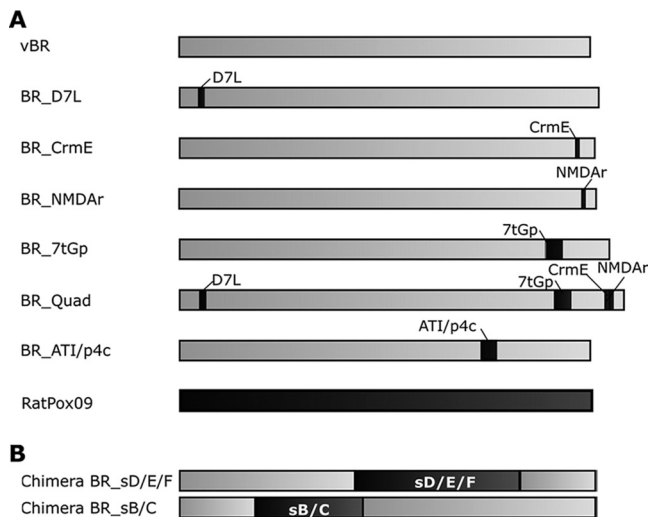 A
vBR
BR_D7L
D7L
BR_CrmE
CrmE
BR_NMDAr
NMDAr
BR_7tGp
7tGp
BR_Quad
D7L 7tGp CrmE NMDAr
BR_ATI/p4c
ATI/p4c
RatPox09
B
Chimera BR_sD/E/F sD/E/F
Chimera BR_sB/C sB/C